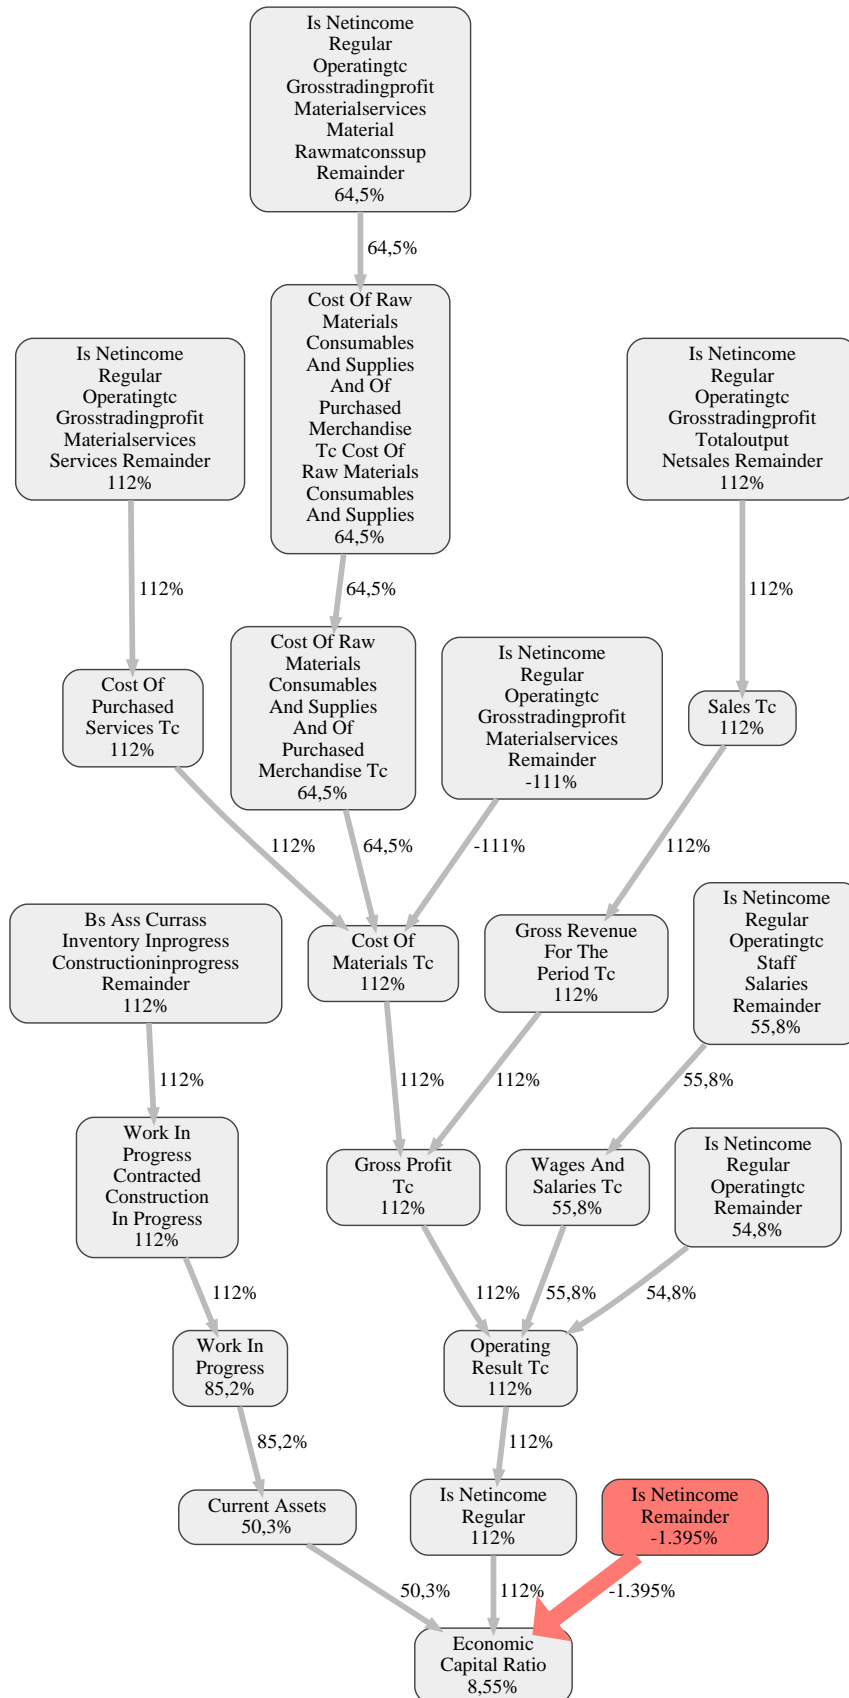 Is Netincome
Regular
Operatingtc
Grosstradingprofit
Materialservices
Material
Rawmatconssup
Remainder
64,5%
64,5%
Cost Of Raw
Materials
Consumables
And Supplies
And Of
Purchased
Merchandise
Tc Cost Of
Raw Materials
Consumables
And Supplies
64,5%
Is Netincome
Regular
Operatingtc
Grosstradingprofit
Materialservices
Services Remainder
112%
Is Netincome
Regular
Operatingtc
Grosstradingprofit
Totaloutput
Netsales Remainder
112%
112%
64,5%
112%
Cost Of
Purchased
Services Tc
112%
Cost Of Raw
Materials
Consumables
And Supplies
And Of
Purchased
Merchandise Tc
64,5%
Is Netincome
Regular
Operatingtc
Grosstradingprofit
Materialservices
Remainder
-111%
Sales Tc
112%
112%
64,5%
-111%
112%
Bs Ass Currass
Inventory Inprogress
Constructioninprogress
Remainder
112%
Cost Of
Materials Tc
112%
Gross Revenue
For The
Period Tc
112%
Is Netincome
Regular
Operatingtc
Staff
Salaries
Remainder
55,8%
112%
112%
112%
55,8%
Work In
Progress
Contracted
Construction
In Progress
112%
Gross Profit
Tc
112%
Wages And
Salaries Tc
55,8%
Is Netincome
Regular
Operatingtc
Remainder
54,8%
112%
112%
55,8%
54,8%
Work In
Progress
85,2%
Operating
Result Tc
112%
85,2%
112%
Current Assets
50,3%
Is Netincome
Regular
112%
Is Netincome
Remainder
-1.395%
50,3%
112%
-1.395%
Economic
Capital Ratio
8,55%